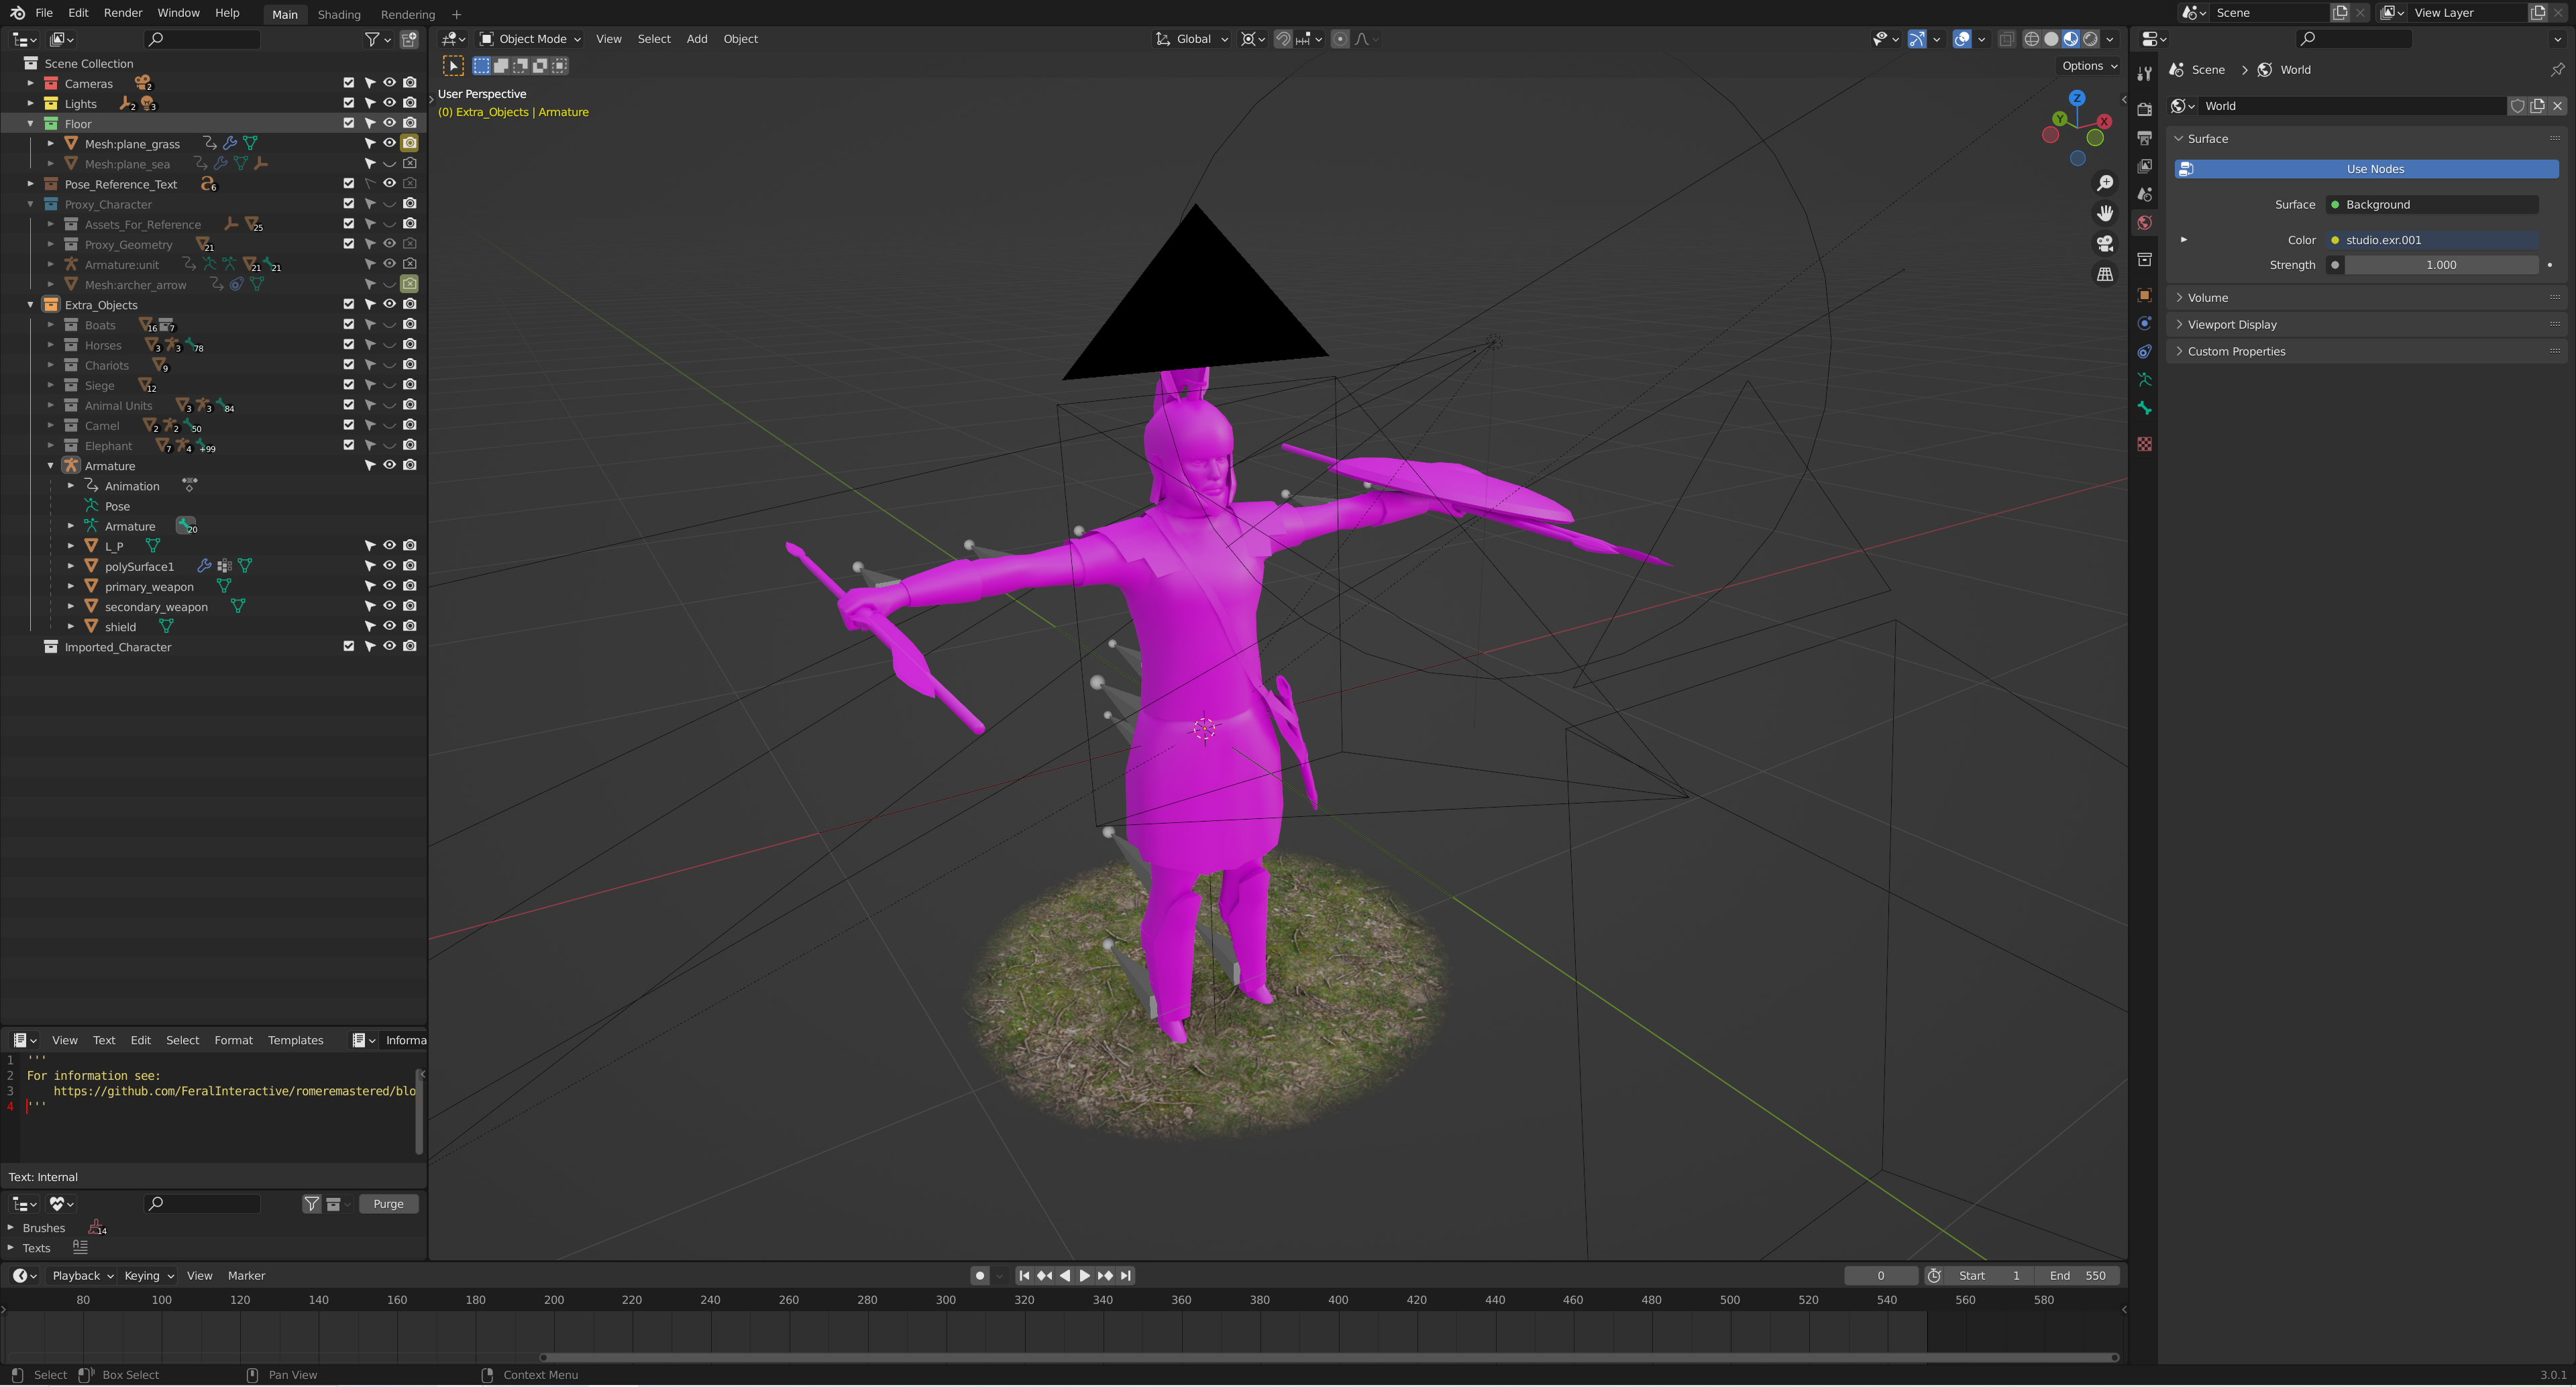 File Edit Render Window Help Main Shading Rendering + Scene View Layer
Object Mode View Select Add Object Global
Options
Scene Collection
Cameras 2
Lights 2 3
Floor
Mesh:plane_grass
Mesh:plane_sea
Pose_Reference_Text 6
Proxy_Character
Assets_For_Reference 25
Proxy_Geometry 21
Armature:unit 21 21
Mesh:archer_arrow
Extra_Objects
Boats 16 7
Horses 3 3 78
Chariots 9
Siege 12
Animal Units 3 3 84
Camel 2 2 50
Elephant 7 4 +99
Armature
Animation
Pose
Armature 20
L_P
polySurface1
primary_weapon
secondary_weapon
shield
Imported_Character
User Perspective
(0) Extra_Objects | Armature
Z
Y
X
Scene > World
World
Surface
Use Nodes
Surface Background
Color studio.exr.001
Strength 1.000
Volume
Viewport Display
Custom Properties
View Text Edit Select Format Templates Informa
1 '''
2 For information see:
3 https://github.com/FeralInteractive/romeremastered/blo
4 '''
Text: Internal
Purge
Brushes 14
Texts
Playback Keying View Marker 0 Start 1 End 550
80 100 120 140 160 180 200 220 240 260 280 300 320 340 360 380 400 420 440 460 480 500 520 540 560 580
Select Box Select Pan View Context Menu 3.0.1